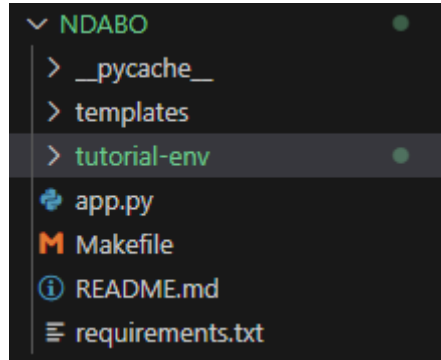 NDABO
__pycache__
templates
tutorial-env
app.py
Makefile
README.md
requirements.txt